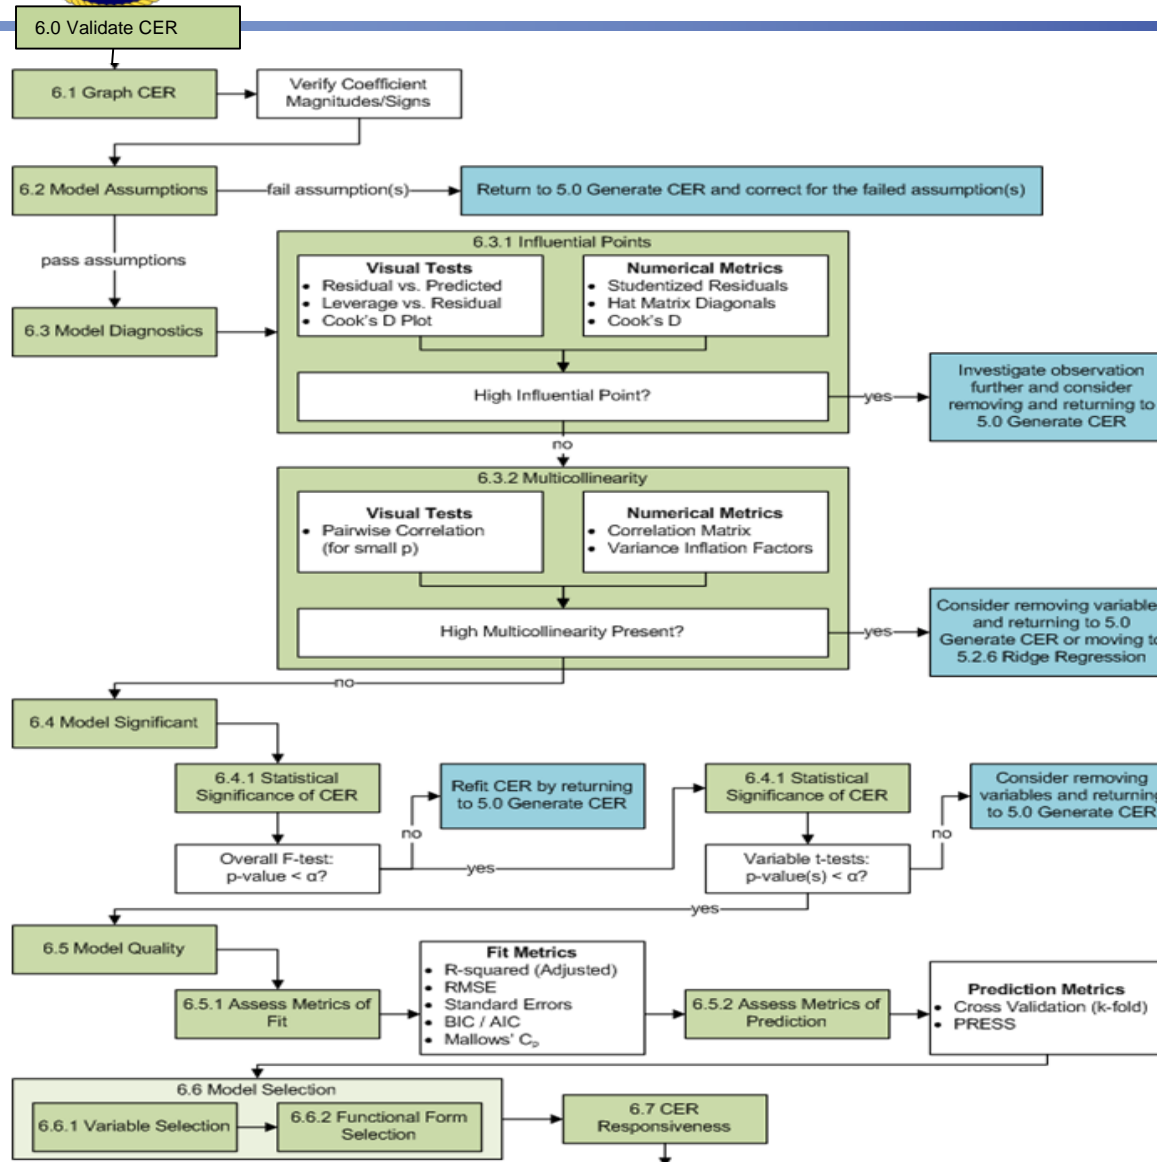 6.0 Validate CER
6.1 Graph CER
Verify Coefficient
Magnitudes/Signs
6.2 Model Assumptions
fail assumption(s)
Return to 5.0 Generate CER and correct for the failed assumption(s)
pass assumptions
6.3 Model Diagnostics
6.3.1 Influential Points
Visual Tests
• Residual vs. Predicted
• Leverage vs. Residual
• Cook's D Plot
Numerical Metrics
• Studentized Residuals
• Hat Matrix Diagonals
• Cook's D
High Influential Point?
yes
Investigate observation
further and consider
removing and returning to
5.0 Generate CER
no
6.3.2 Multicollinearity
Visual Tests
• Pairwise Correlation
(for small p)
Numerical Metrics
• Correlation Matrix
• Variance Inflation Factors
High Multicollinearity Present?
yes
Consider removing variable
and returning to 5.0
Generate CER or moving to
5.2.6 Ridge Regression
no
6.4 Model Significant
6.4.1 Statistical
Significance of CER
Overall F-test:
p-value < α?
no
Refit CER by returning
to 5.0 Generate CER
yes
6.4.1 Statistical
Significance of CER
Variable t-tests:
p-value(s) < α?
no
Consider removing
variables and returning
to 5.0 Generate CER
yes
6.5 Model Quality
6.5.1 Assess Metrics of
Fit
Fit Metrics
• R-squared (Adjusted)
• RMSE
• Standard Errors
• BIC / AIC
• Mallows' Cp
6.5.2 Assess Metrics of
Prediction
Prediction Metrics
• Cross Validation (k-fold)
• PRESS
6.6 Model Selection
6.6.1 Variable Selection
6.6.2 Functional Form
Selection
6.7 CER
Responsiveness